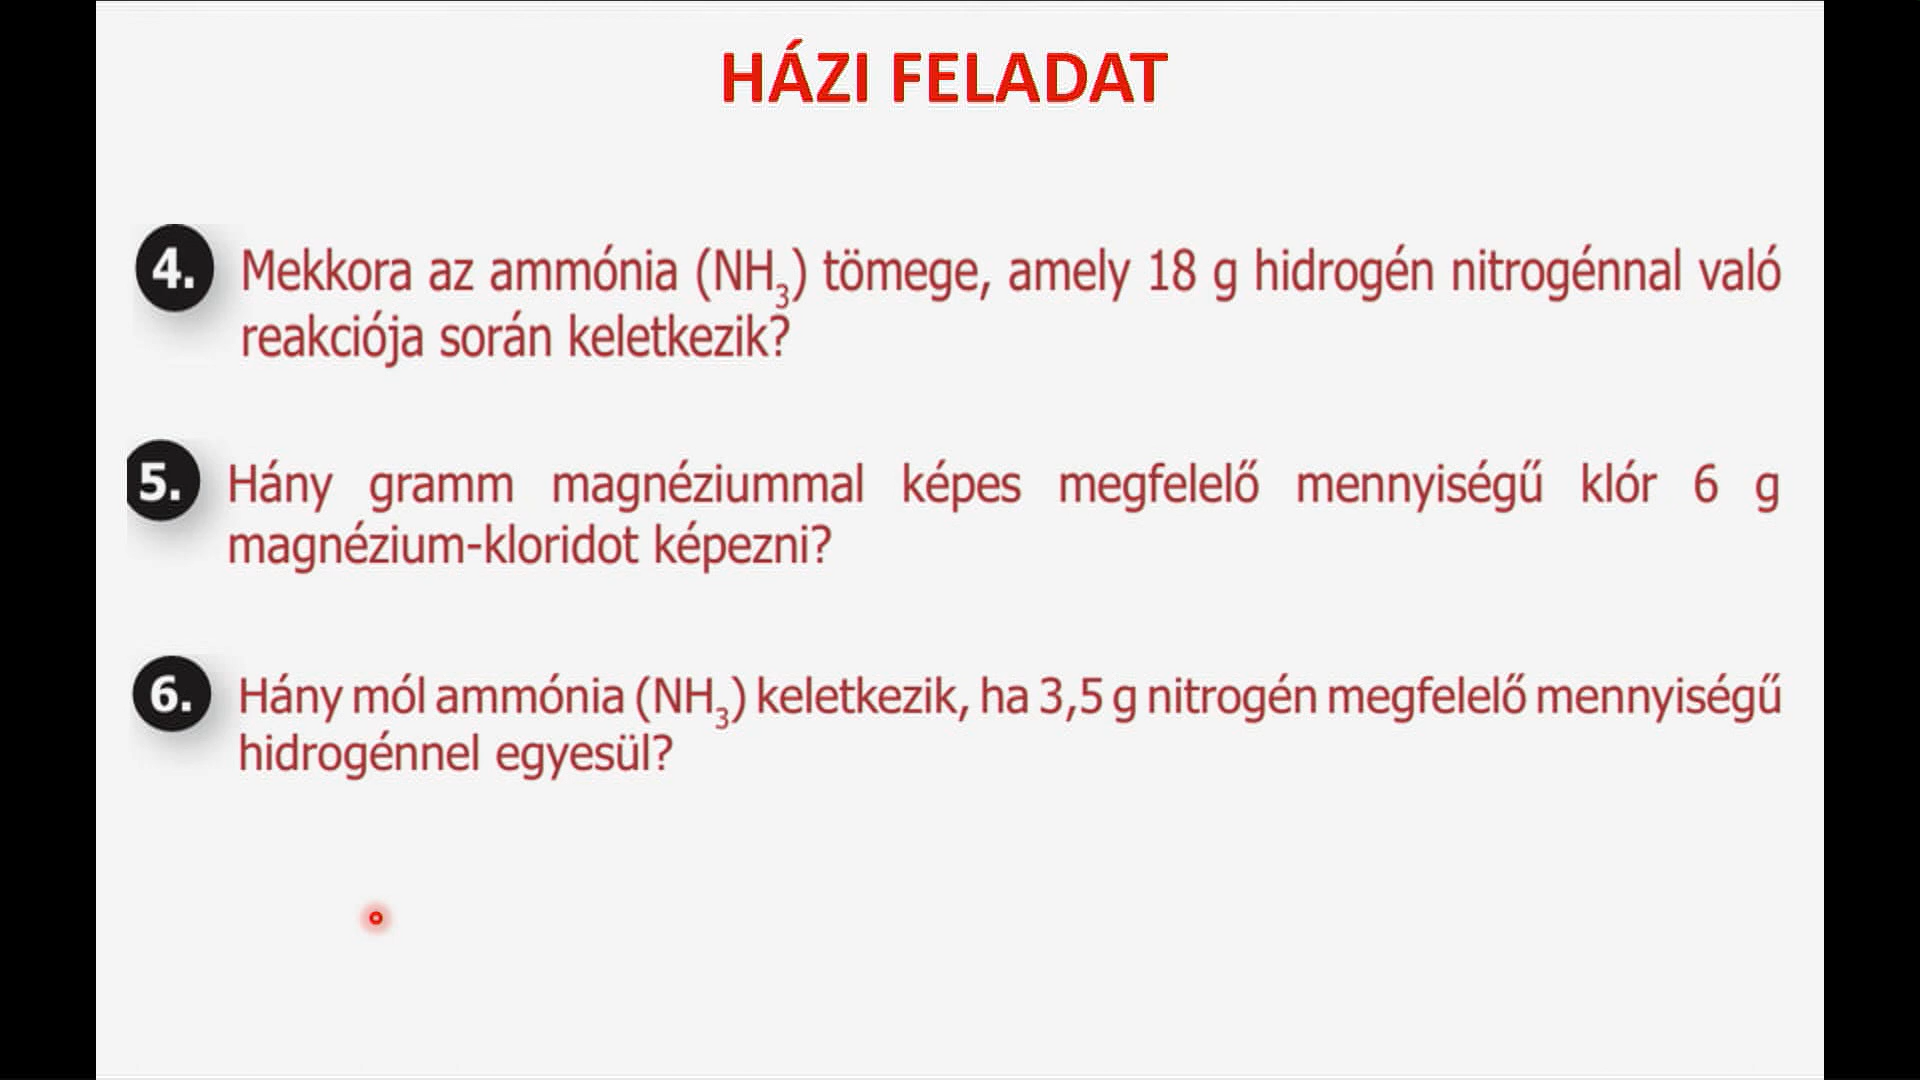 HÁZI FELADAT
4. Mekkora az ammónia (NH₃) tömege, amely 18 g hidrogén nitrogénnal való
reakciója során keletkezik?
5. Hány gramm magnéziummal képes megfelelő mennyiségű klór 6 g
magnézium-kloridot képezni?
6. Hány mól ammónia (NH₃) keletkezik, ha 3,5 g nitrogén megfelelő mennyiségű
hidrogénnel egyesül?